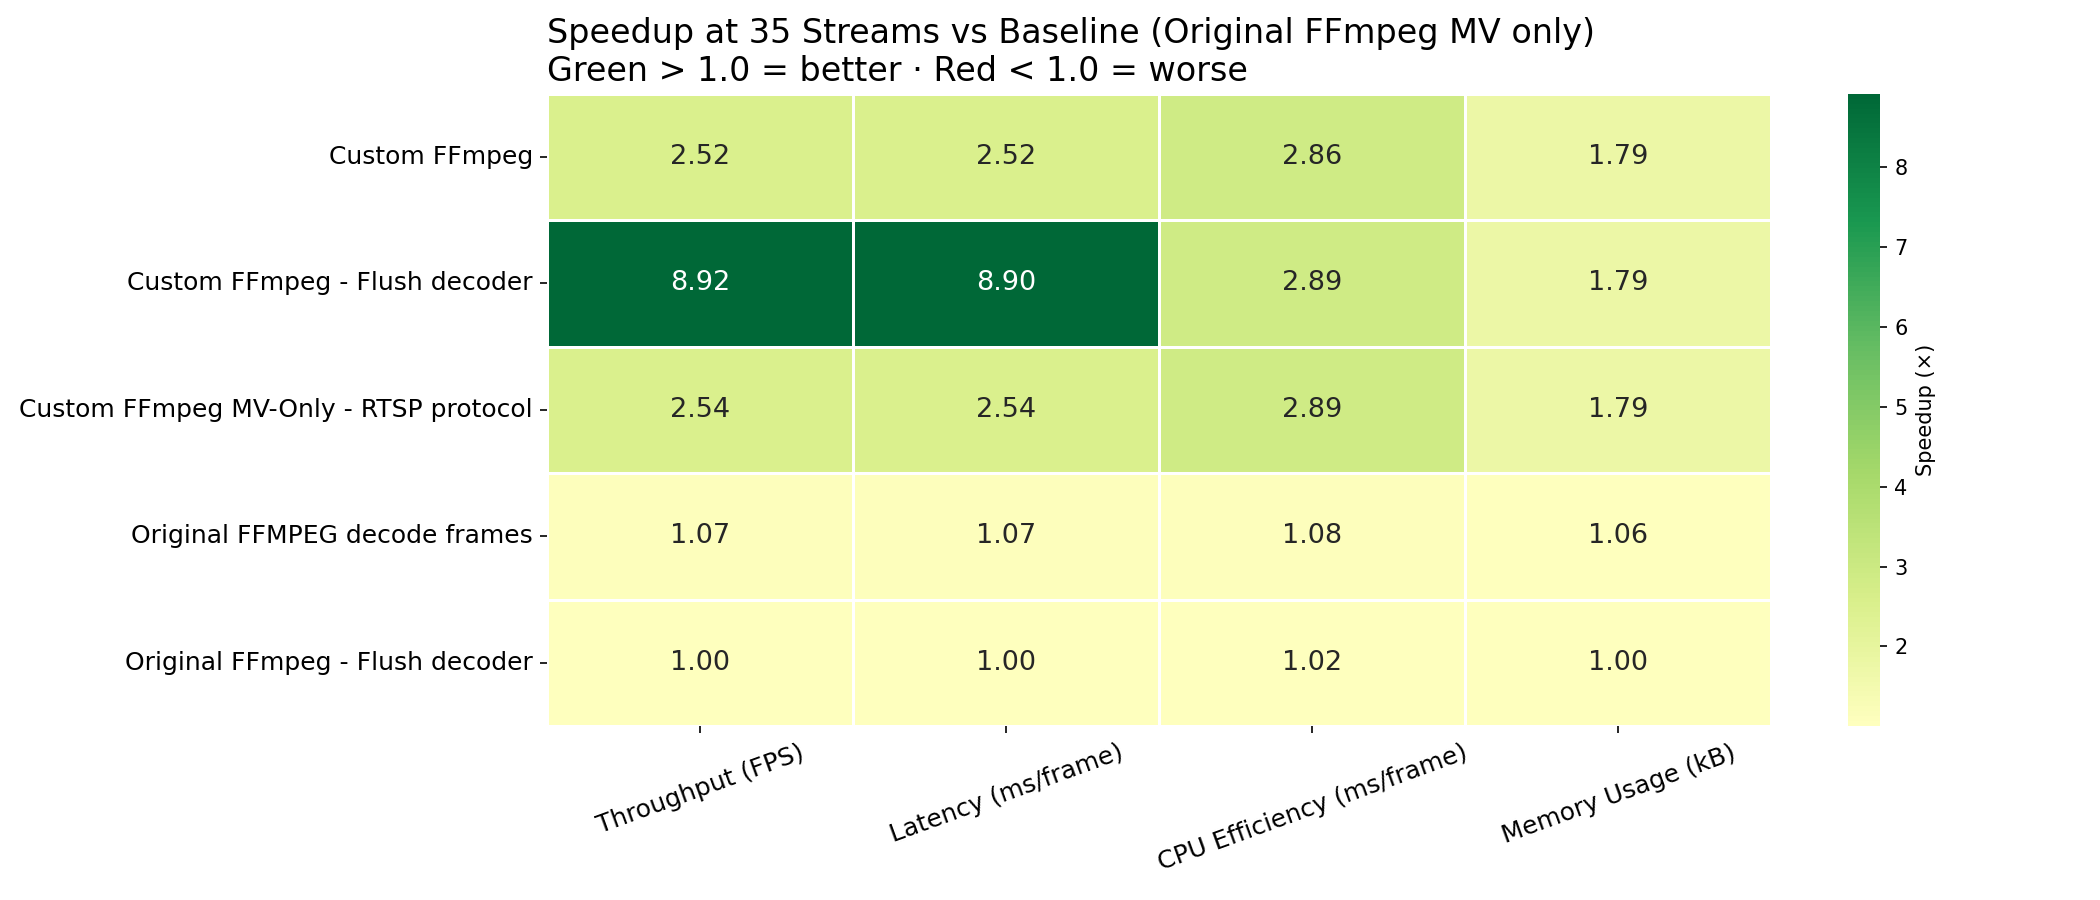 Speedup at 35 Streams vs Baseline (Original FFmpeg MV only)
Green > 1.0 = better · Red < 1.0 = worse
Custom FFmpeg 2.52 2.52 2.86 1.79
Custom FFmpeg - Flush decoder 8.92 8.90 2.89 1.79
Custom FFmpeg MV-Only - RTSP protocol 2.54 2.54 2.89 1.79
Original FFMPEG decode frames 1.07 1.07 1.08 1.06
Original FFmpeg - Flush decoder 1.00 1.00 1.02 1.00
Throughput (FPS)
Latency (ms/frame)
CPU Efficiency (ms/frame)
Memory Usage (kB)
8
7
6
5
4
3
2
Speedup (×)